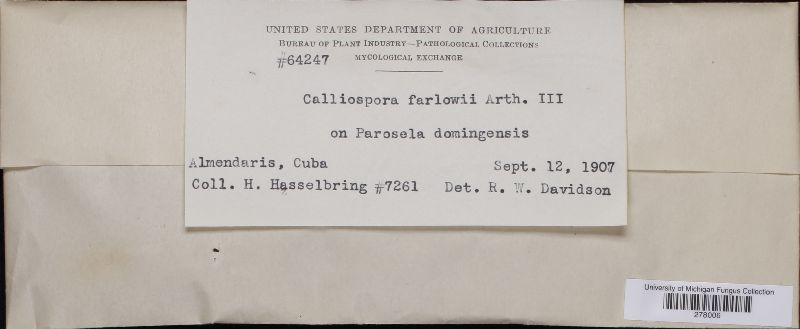 UNITED STATES DEPARTMENT OF AGRICULTURE
BUREAU OF PLANT INDUSTRY—PATHOLOGICAL COLLECTIONS
#64247 MYCOLOGICAL EXCHANGE
Calliospora farlowii Arth. III
on Parosela domingensis
Almendaris, Cuba Sept. 12, 1907
Coll. H. Hasselbring #7261 Det. R. W. Davidson
University of Michigan Fungus Collection
278006